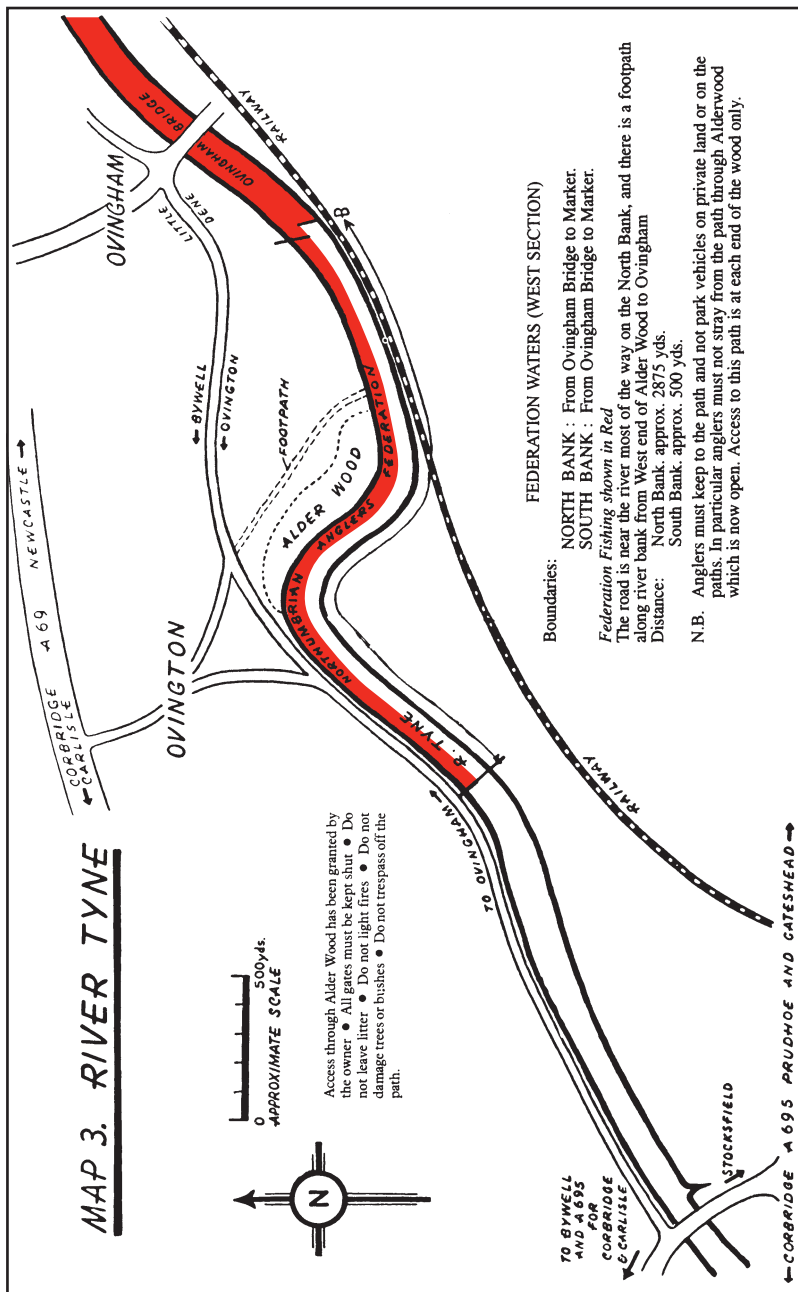 MAP 3. RIVER TYNE
0 500yds.
APPROXIMATE SCALE
N
Access through Alder Wood has been granted by
the owner ● All gates must be kept shut ● Do
not leave litter ● Do not light fires ● Do not
damage trees or bushes ● Do not trespass off the
path.
CORBRIDGE A69 NEWCASTLE →
← CARLISLE
OVINGTON
OVINGHAM
← BYWELL
← OVINGTON
LITTLE
DENE
OVINGHAM BRIDGE
RAILWAY
FOOTPATH
ALDER WOOD
NORTHUMBRIAN ANGLERS FEDERATION
R. TYNE
A
B
TO OVINGHAM →
RAILWAY
TO BYWELL
AND A695
FOR
CORBRIDGE
& CARLISLE
STOCKSFIELD
← CORBRIDGE A695 PRUDHOE AND GATESHEAD →
FEDERATION WATERS (WEST SECTION)
Boundaries:
NORTH BANK : From Ovingham Bridge to Marker.
SOUTH BANK : From Ovingham Bridge to Marker.
Federation Fishing shown in Red
The road is near the river most of the way on the North Bank, and there is a footpath
along river bank from West end of Alder Wood to Ovingham
Distance: North Bank. approx. 2875 yds.
South Bank. approx. 500 yds.
N.B. Anglers must keep to the path and not park vehicles on private land or on the
paths. In particular anglers must not stray from the path through Alderwood
which is now open. Access to this path is at each end of the wood only.